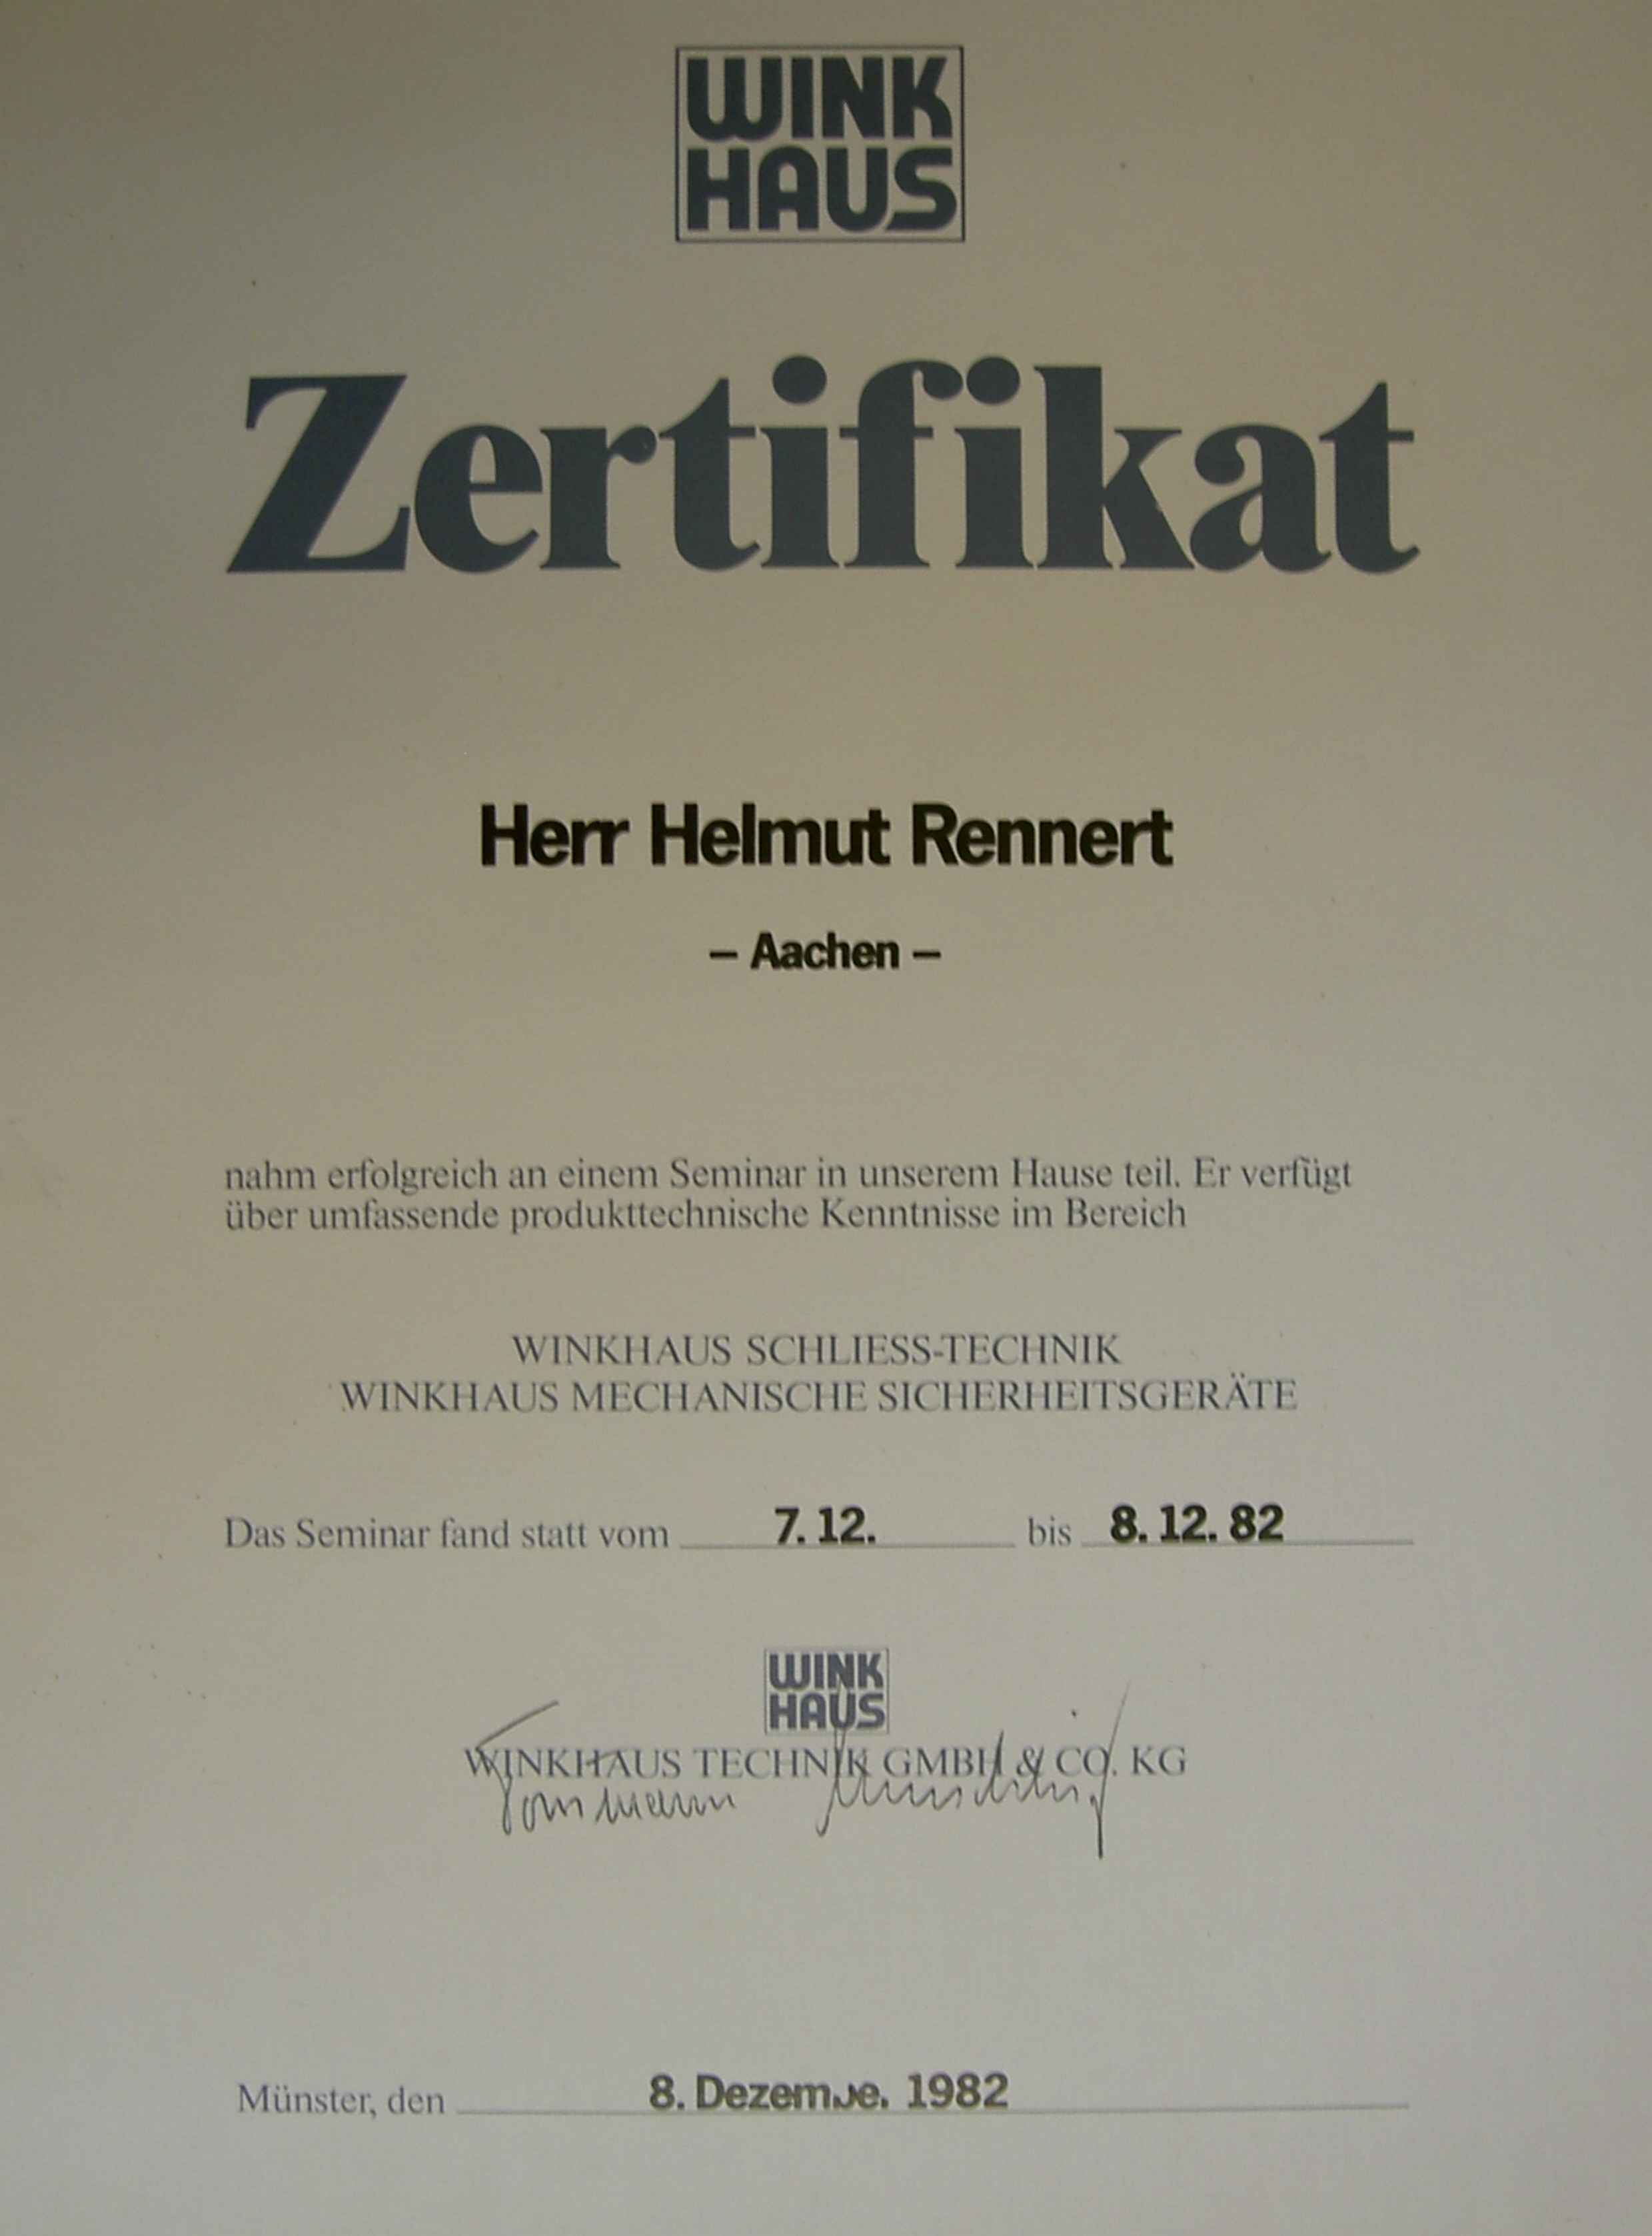 WINK
HAUS
Zertifikat
Herr Helmut Rennert
– Aachen –
nahm erfolgreich an einem Seminar in unserem Hause teil. Er verfügt
über umfassende produkttechnische Kenntnisse im Bereich
WINKHAUS SCHLIESS-TECHNIK
WINKHAUS MECHANISCHE SICHERHEITSGERÄTE
Das Seminar fand statt vom 7. 12. bis 8. 12. 82
WINK
HAUS
WINKHAUS TECHNIK GMBH & CO. KG
Münster, den 8. 1982